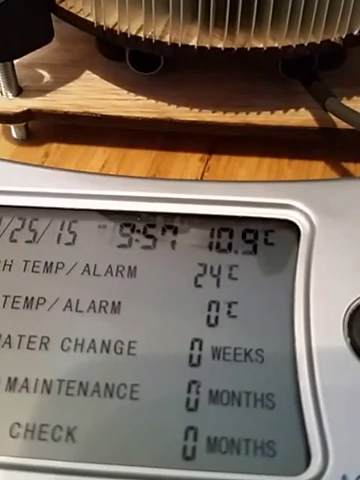 /25/15 9:57 10.9°C
H TEMP/ALARM 24°C
TEMP/ALARM 0°C
ATER CHANGE 0 WEEKS
MAINTENANCE 0 MONTHS
CHECK 0 MONTHS